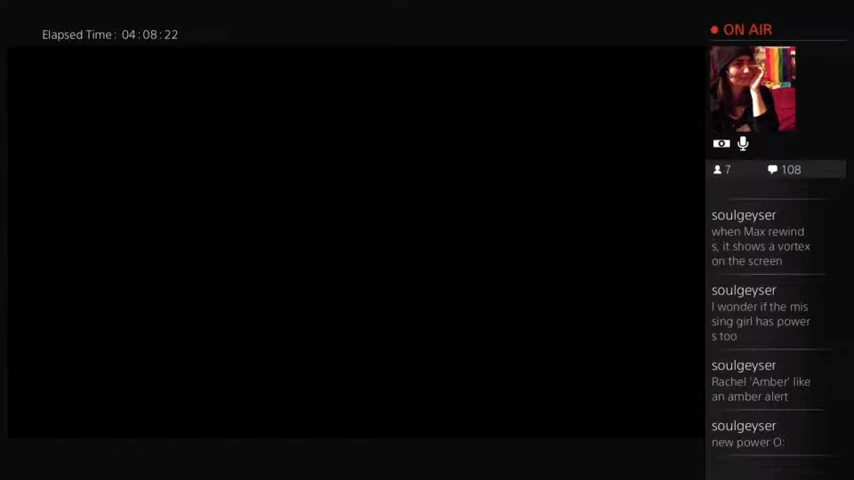 Elapsed Time : 04:08:22
ON AIR
7
108
soulgeyser
when Max rewind
s, it shows a vortex
on the screen
soulgeyser
I wonder if the mis
sing girl has power
s too
soulgeyser
Rachel 'Amber' like
an amber alert
soulgeyser
new power O: